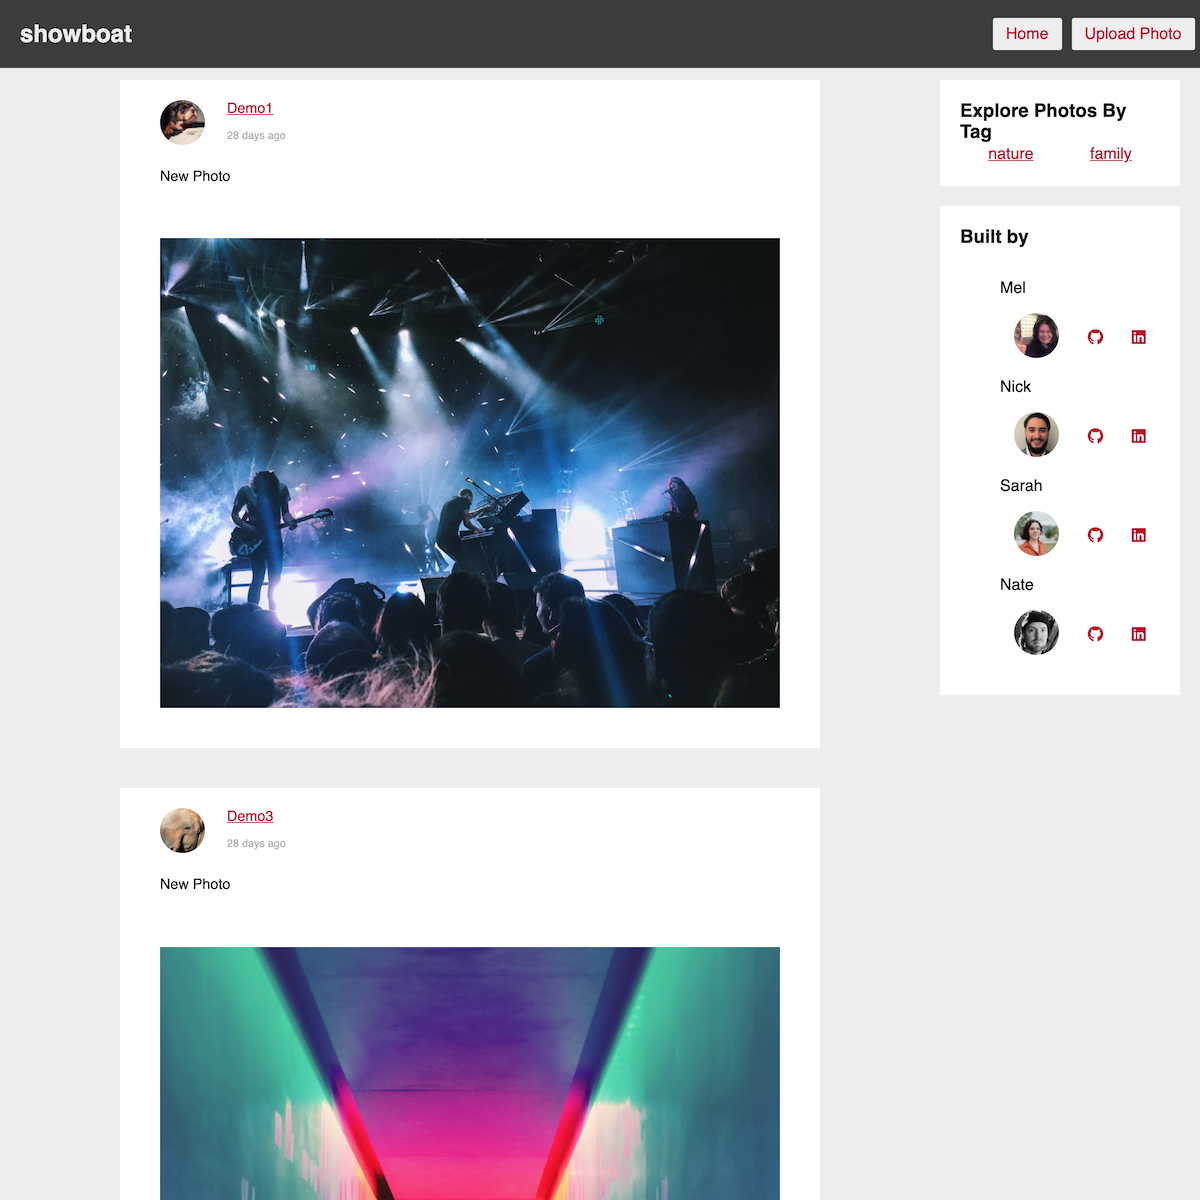 showboat
Home
Upload Photo
Demo1
28 days ago
New Photo
Demo3
28 days ago
New Photo
Explore Photos By
Tag
nature
family
Built by
Mel
Nick
Sarah
Nate